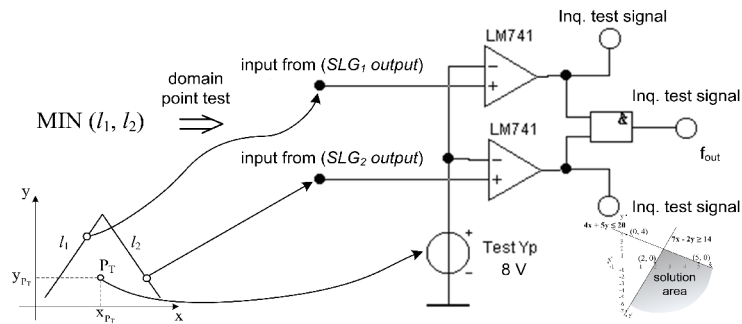 Inq. test signal
LM741
input from (SLG1 output)
domain
point test
MIN (l1, l2)
⇒
Inq. test signal
&
fout
LM741
input from (SLG2 output)
Inq. test signal
y
l1
l2
PT
yPT
xPT
x
+
Test Yp
−
8 V
4x + 5y ≤ 20
(0, 4)
7x - 2y ≥ 14
(2, 0)
(5, 0)
solution
area